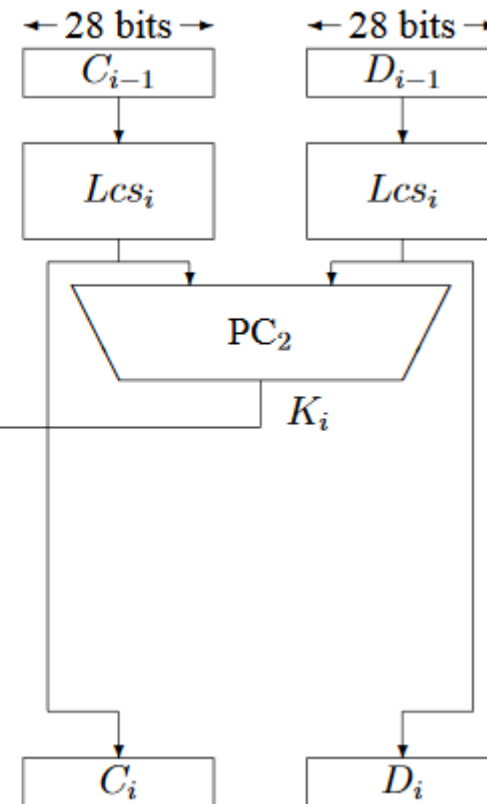 28 bits 28 bits
C_{i-1} D_{i-1}
Lcs_i Lcs_i
PC_2
K_i
C_i D_i